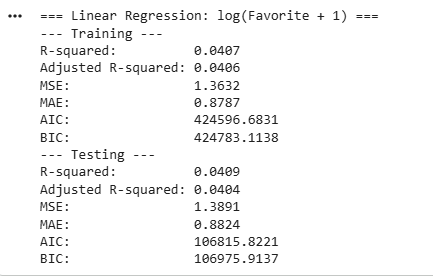 ••• === Linear Regression: log(Favorite + 1) ===
--- Training ---
R-squared: 0.0407
Adjusted R-squared: 0.0406
MSE: 1.3632
MAE: 0.8787
AIC: 424596.6831
BIC: 424783.1138
--- Testing ---
R-squared: 0.0409
Adjusted R-squared: 0.0404
MSE: 1.3891
MAE: 0.8824
AIC: 106815.8221
BIC: 106975.9137